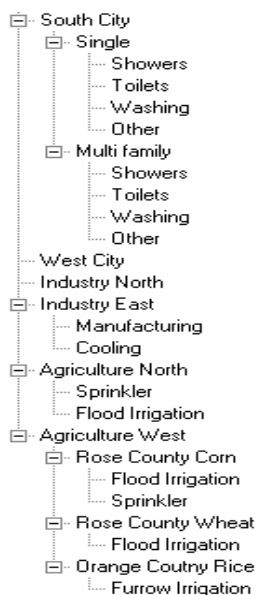 South City
Single
Showers
Toilets
Washing
Other
Multi family
Showers
Toilets
Washing
Other
West City
Industry North
Industry East
Manufacturing
Cooling
Agriculture North
Sprinkler
Flood Irrigation
Agriculture West
Rose County Corn
Flood Irrigation
Sprinkler
Rose County Wheat
Flood Irrigation
Orange Coutny Rice
Furrow Irrigation